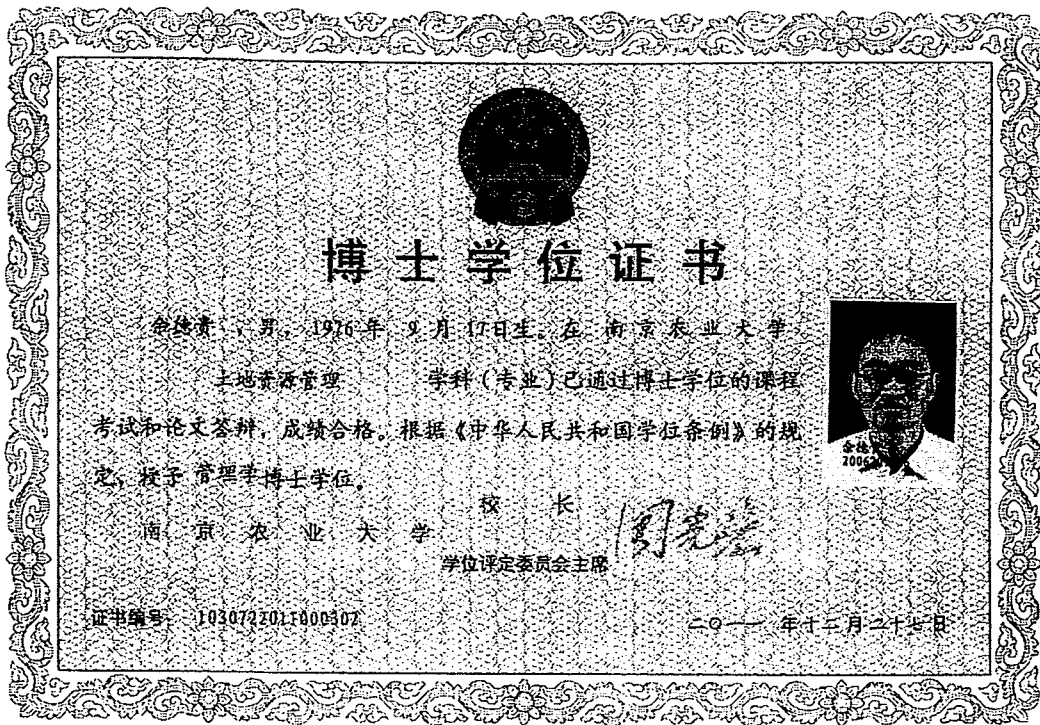 博士学位证书
余德贵，男，1976年 9月17日生。在 南京农业大学
土地资源管理 学科（专业）已通过博士学位的课程
考试和论文答辩，成绩合格。根据《中华人民共和国学位条例》的规
定，授予 管理学博士学位。
校 长
南京农业大学
学位评定委员会主席
证书编号： 1030722011000302
二〇一一 年十二月二十七日